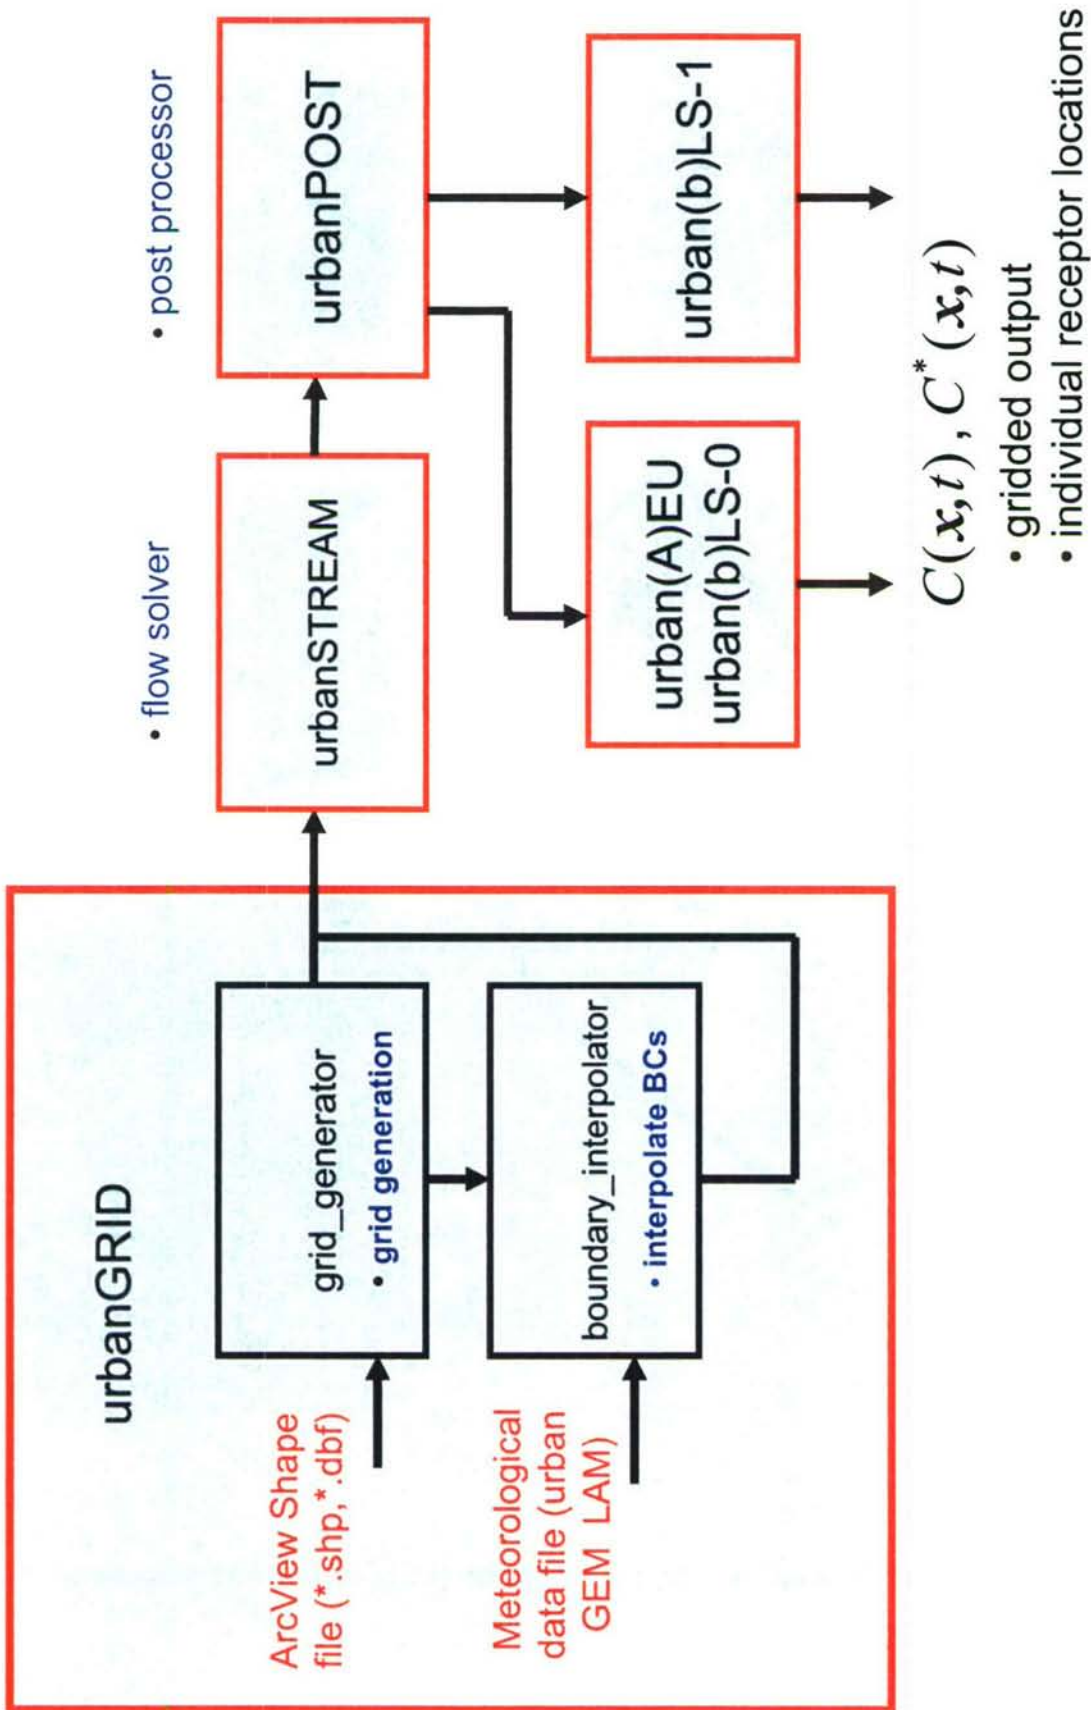 urbanGRID
ArcView Shape
file (*.shp,*.dbf)
grid_generator
• grid generation
Meteorological
data file (urban
GEM LAM)
boundary_interpolator
• interpolate BCs
• flow solver
urbanSTREAM
• post processor
urbanPOST
urban(A)EU
urban(b)LS-0
urban(b)LS-1
C(x,t), C*(x,t)
• gridded output
• individual receptor locations